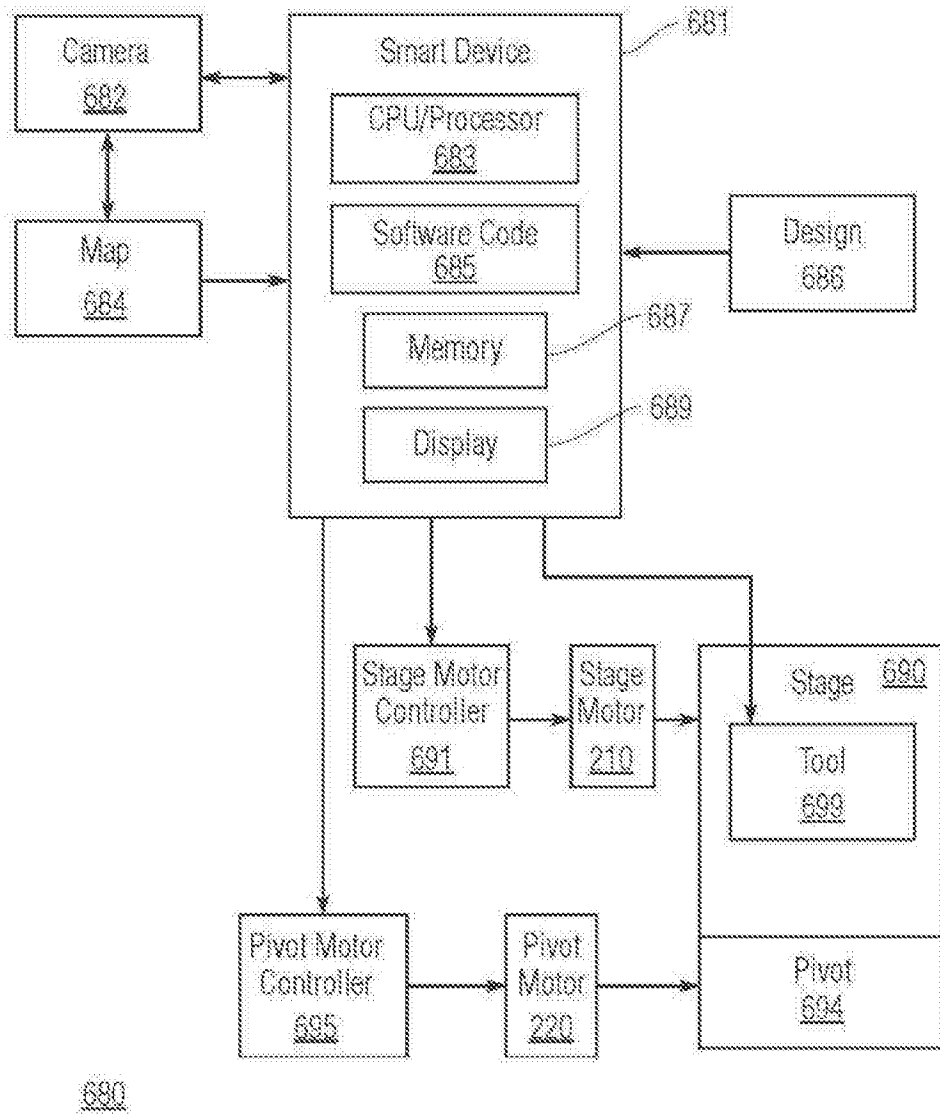 681
Camera
682
Smart Device
CPU/Processor
683
Software Code
685
Map
684
Design
686
687
Memory
689
Display
Stage Motor
Controller
691
Stage
Motor
210
Stage
690
Tool
699
Pivot Motor
Controller
695
Pivot
Motor
220
Pivot
694
680